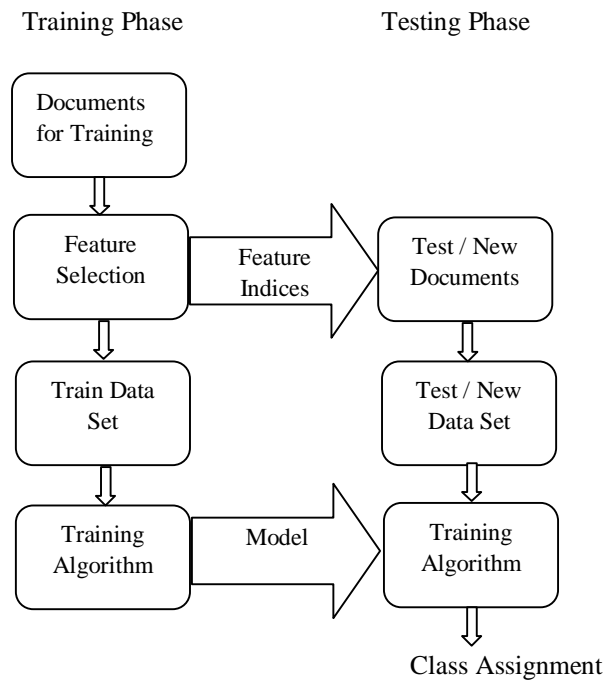 Training Phase
Testing Phase
Documents
for Training
Feature
Selection
Feature
Indices
Test / New
Documents
Train Data
Set
Test / New
Data Set
Training
Algorithm
Model
Training
Algorithm
Class Assignment